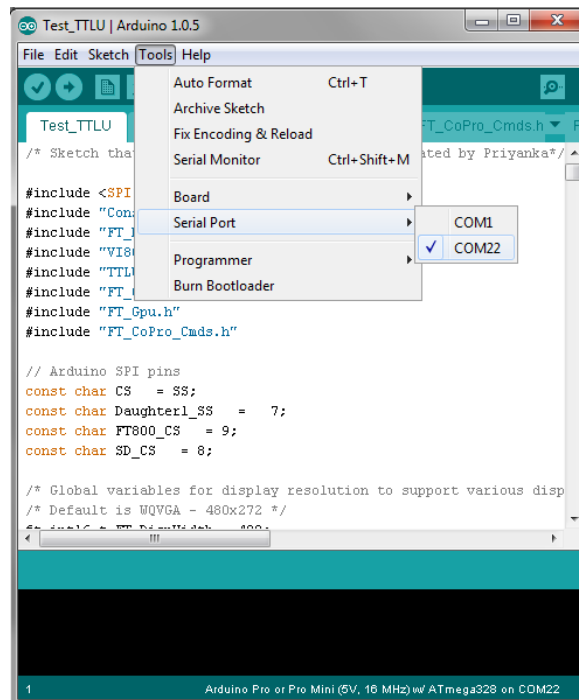 Test_TTLU | Arduino 1.0.5
File Edit Sketch Tools Help
Auto Format Ctrl+T
Archive Sketch
Fix Encoding & Reload
Serial Monitor Ctrl+Shift+M
Board
Serial Port
COM1
COM22
Programmer
Burn Bootloader
Test_TTLU FT_CoPro_Cmds.h
/* Sketch tha ated by Priyanka*/
#include <SPI
#include "Con
#include "FT_
#include "VI80
#include "TTLU
#include "FT_
#include "FT_Gpu.h"
#include "FT_CoPro_Cmds.h"
// Arduino SPI pins
const char CS = SS;
const char Daughter1_SS = 7;
const char FT800_CS = 9;
const char SD_CS = 8;
/* Global variables for display resolution to support various disp
/* Default is WQVGA - 480x272 */
1 Arduino Pro or Pro Mini (5V, 16 MHz) w/ ATmega328 on COM22